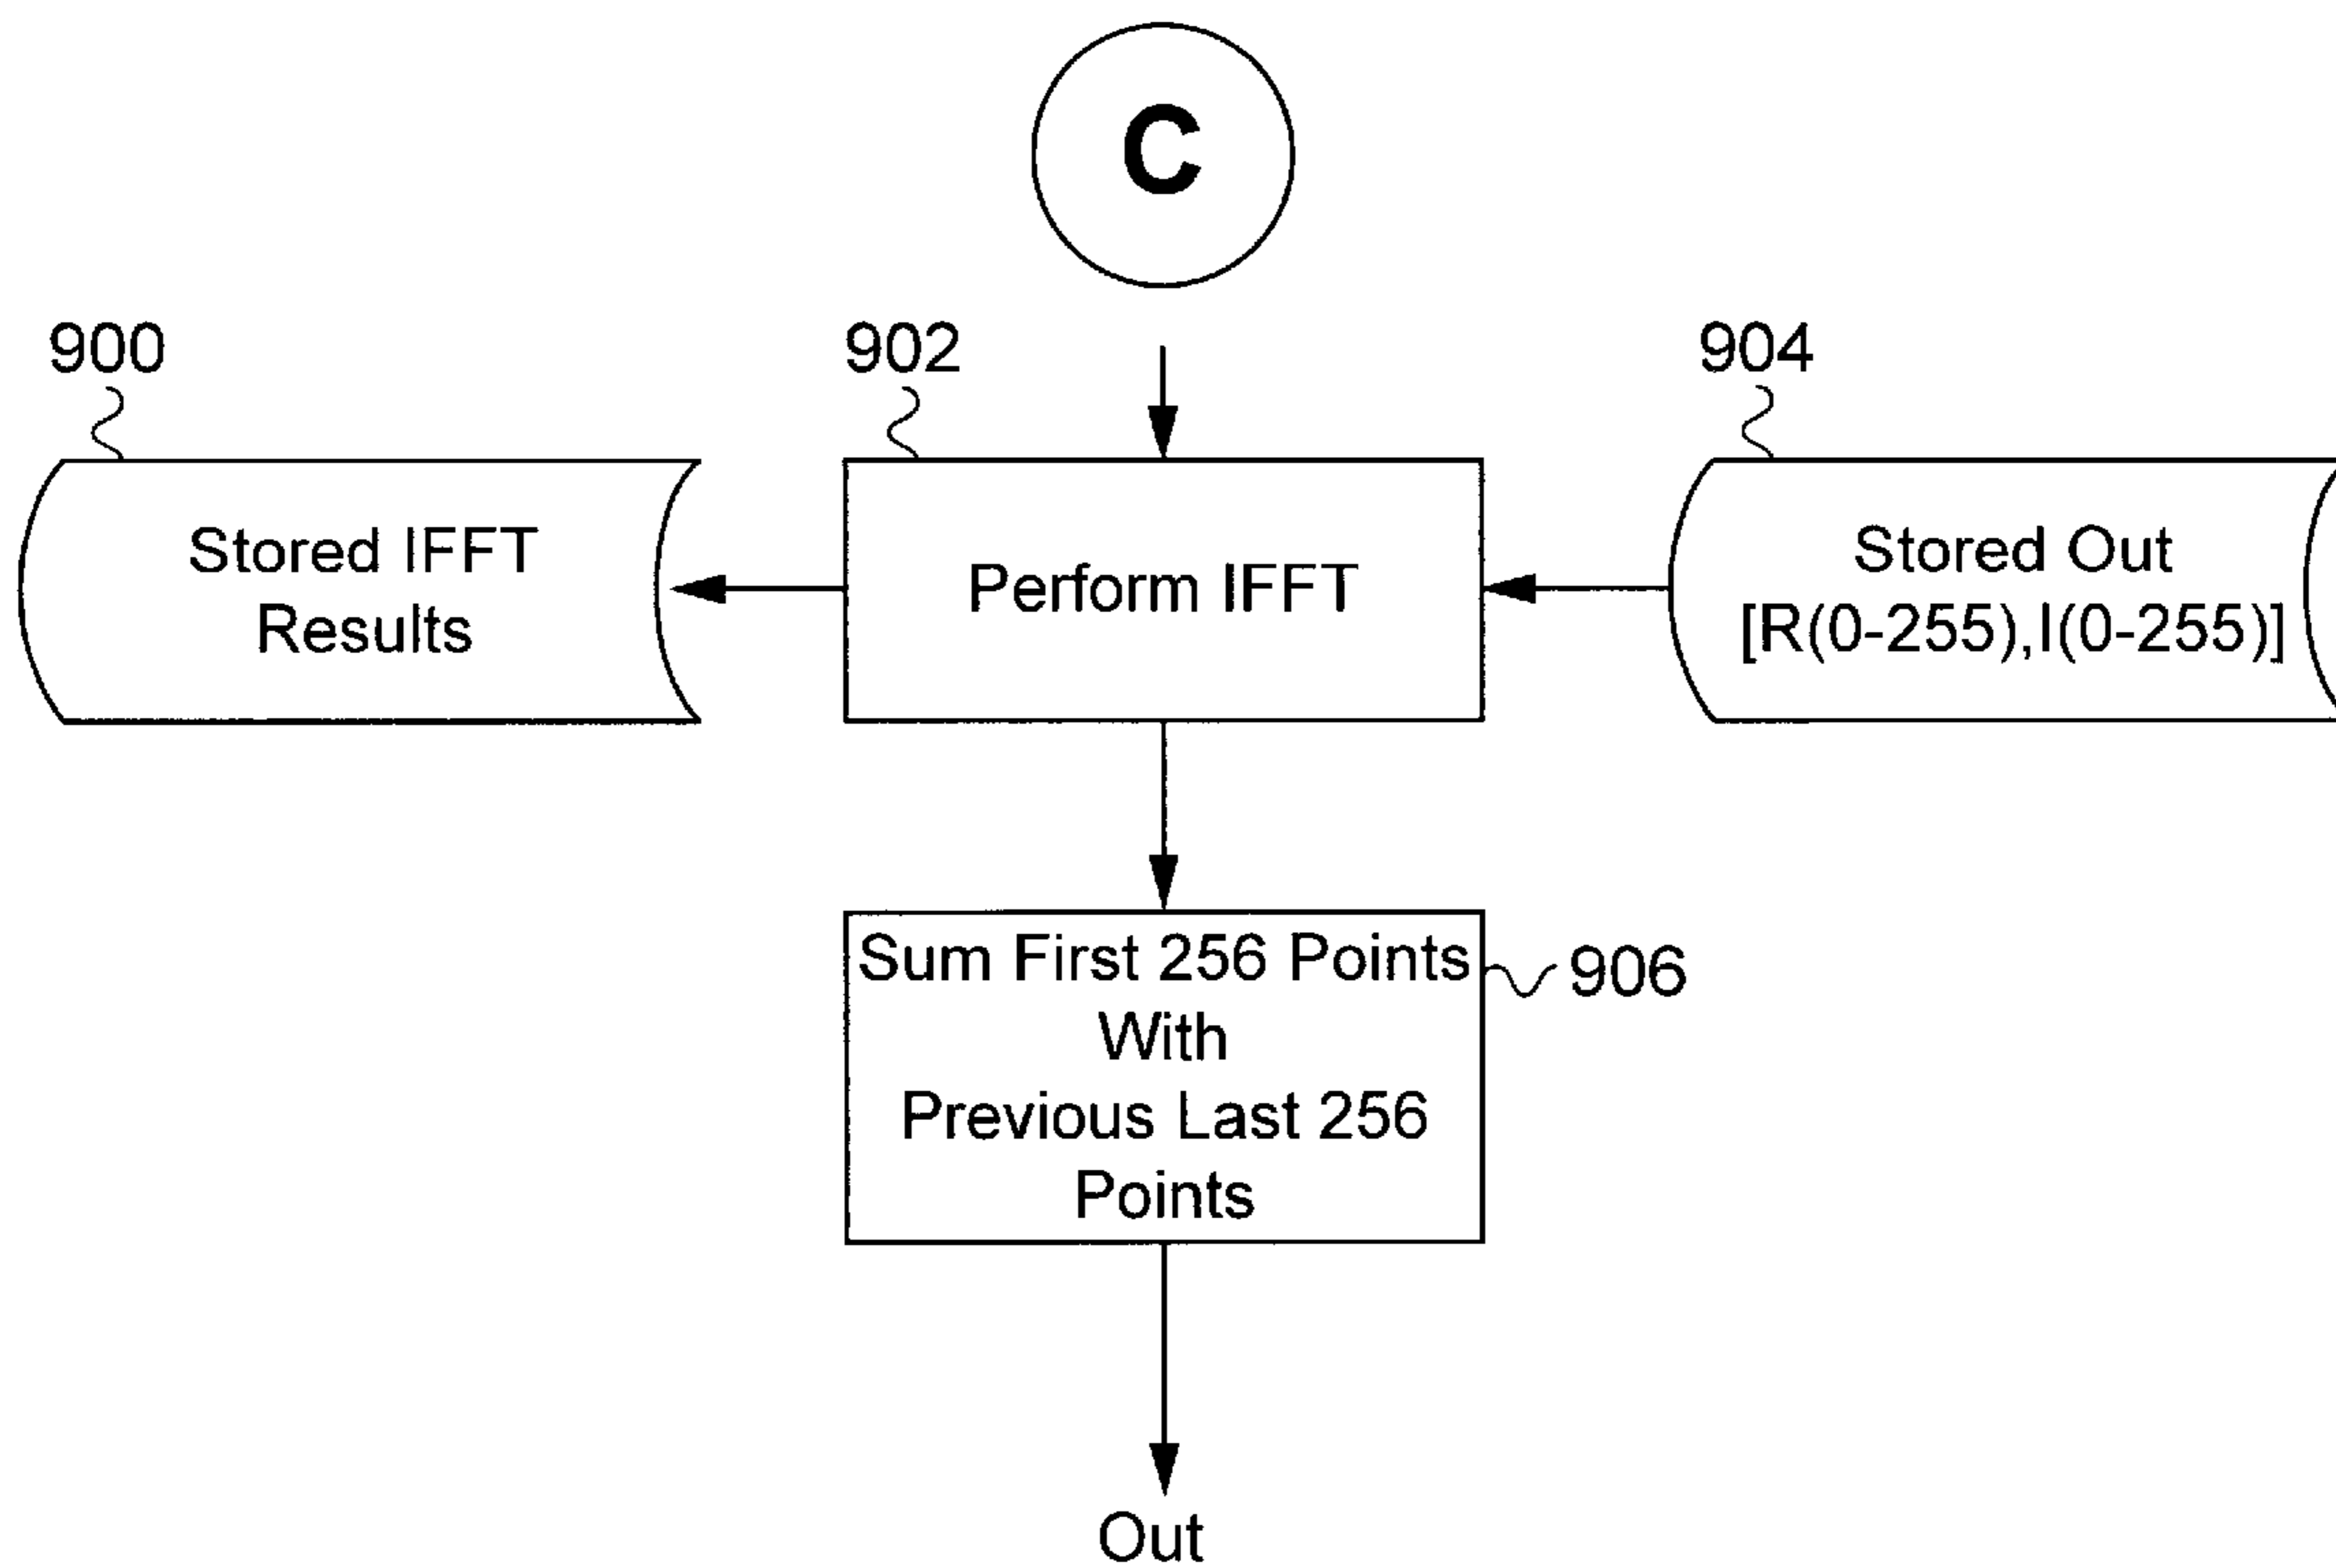 C
900
902
904
Stored IFFT
Results
Perform IFFT
Stored Out
[R(0-255),I(0-255)]
Sum First 256 Points
With
Previous Last 256
Points
906
Out